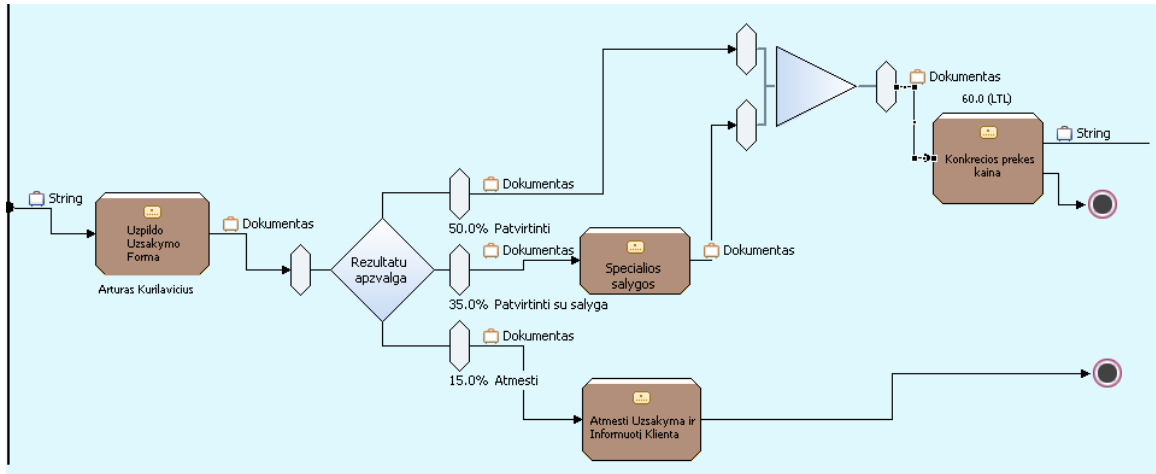 Dokumentas
60.0 (LTL)
String
Konkrecios prekes
kaina
String
Uzpildo
Uzsakymo
Forma
Arturas Kurilavicius
Dokumentas
Rezultatu
apzvalga
Dokumentas
50.0% Patvirtinti
Dokumentas
35.0% Patvirtinti su salyga
Specialios
salygos
Dokumentas
Dokumentas
15.0% Atmesti
Atmesti Uzsakyma ir
Informuoti Klienta